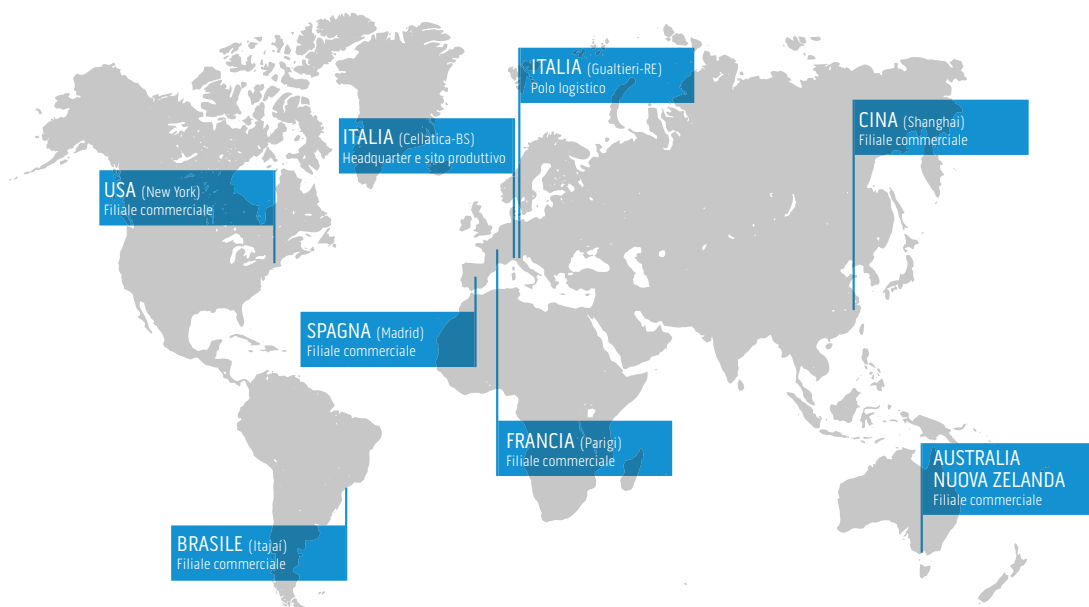 ITALIA (Gualtieri-RE)
Polo logistico
ITALIA (Cellatica-BS)
Headquarter e sito produttivo
CINA (Shanghai)
Filiale commerciale
USA (New York)
Filiale commerciale
SPAGNA (Madrid)
Filiale commerciale
FRANCIA (Parigi)
Filiale commerciale
AUSTRALIA
NUOVA ZELANDA
Filiale commerciale
BRASILE (Itajaí)
Filiale commerciale